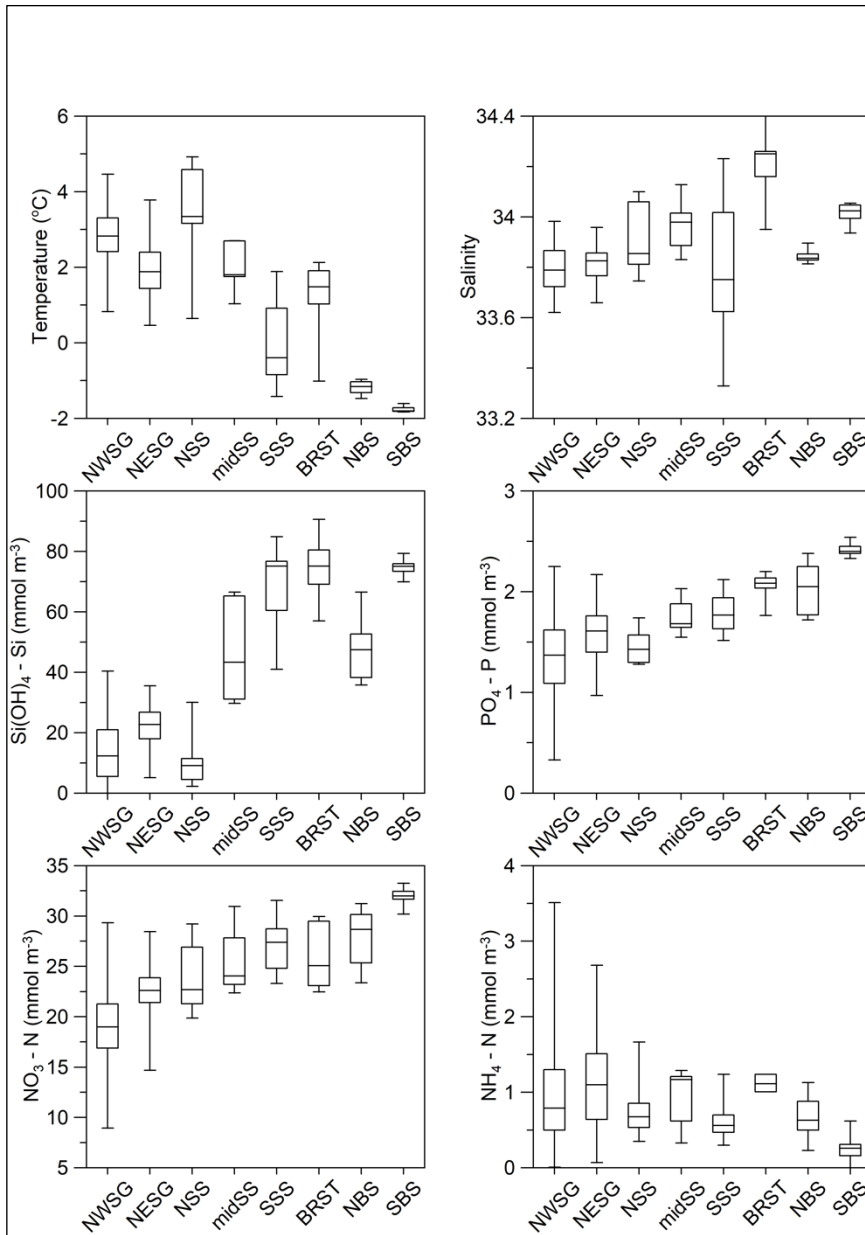 Temperature (°C)
6
4
2
0
-2
NWSG
NESG
NSS
midSS
SSS
BRST
NBS
SBS
Salinity
34.4
34
33.6
33.2
NWSG
NESG
NSS
midSS
SSS
BRST
NBS
SBS
Si(OH)₄ - Si (mmol m⁻³)
100
80
60
40
20
0
NWSG
NESG
NSS
midSS
SSS
BRST
NBS
SBS
PO₄ - P (mmol m⁻³)
3
2
1
0
NWSG
NESG
NSS
midSS
SSS
BRST
NBS
SBS
NO₃ - N (mmol m⁻³)
35
30
25
20
15
10
5
NWSG
NESG
NSS
midSS
SSS
BRST
NBS
SBS
NH₄ - N (mmol m⁻³)
4
3
2
1
0
NWSG
NESG
NSS
midSS
SSS
BRST
NBS
SBS